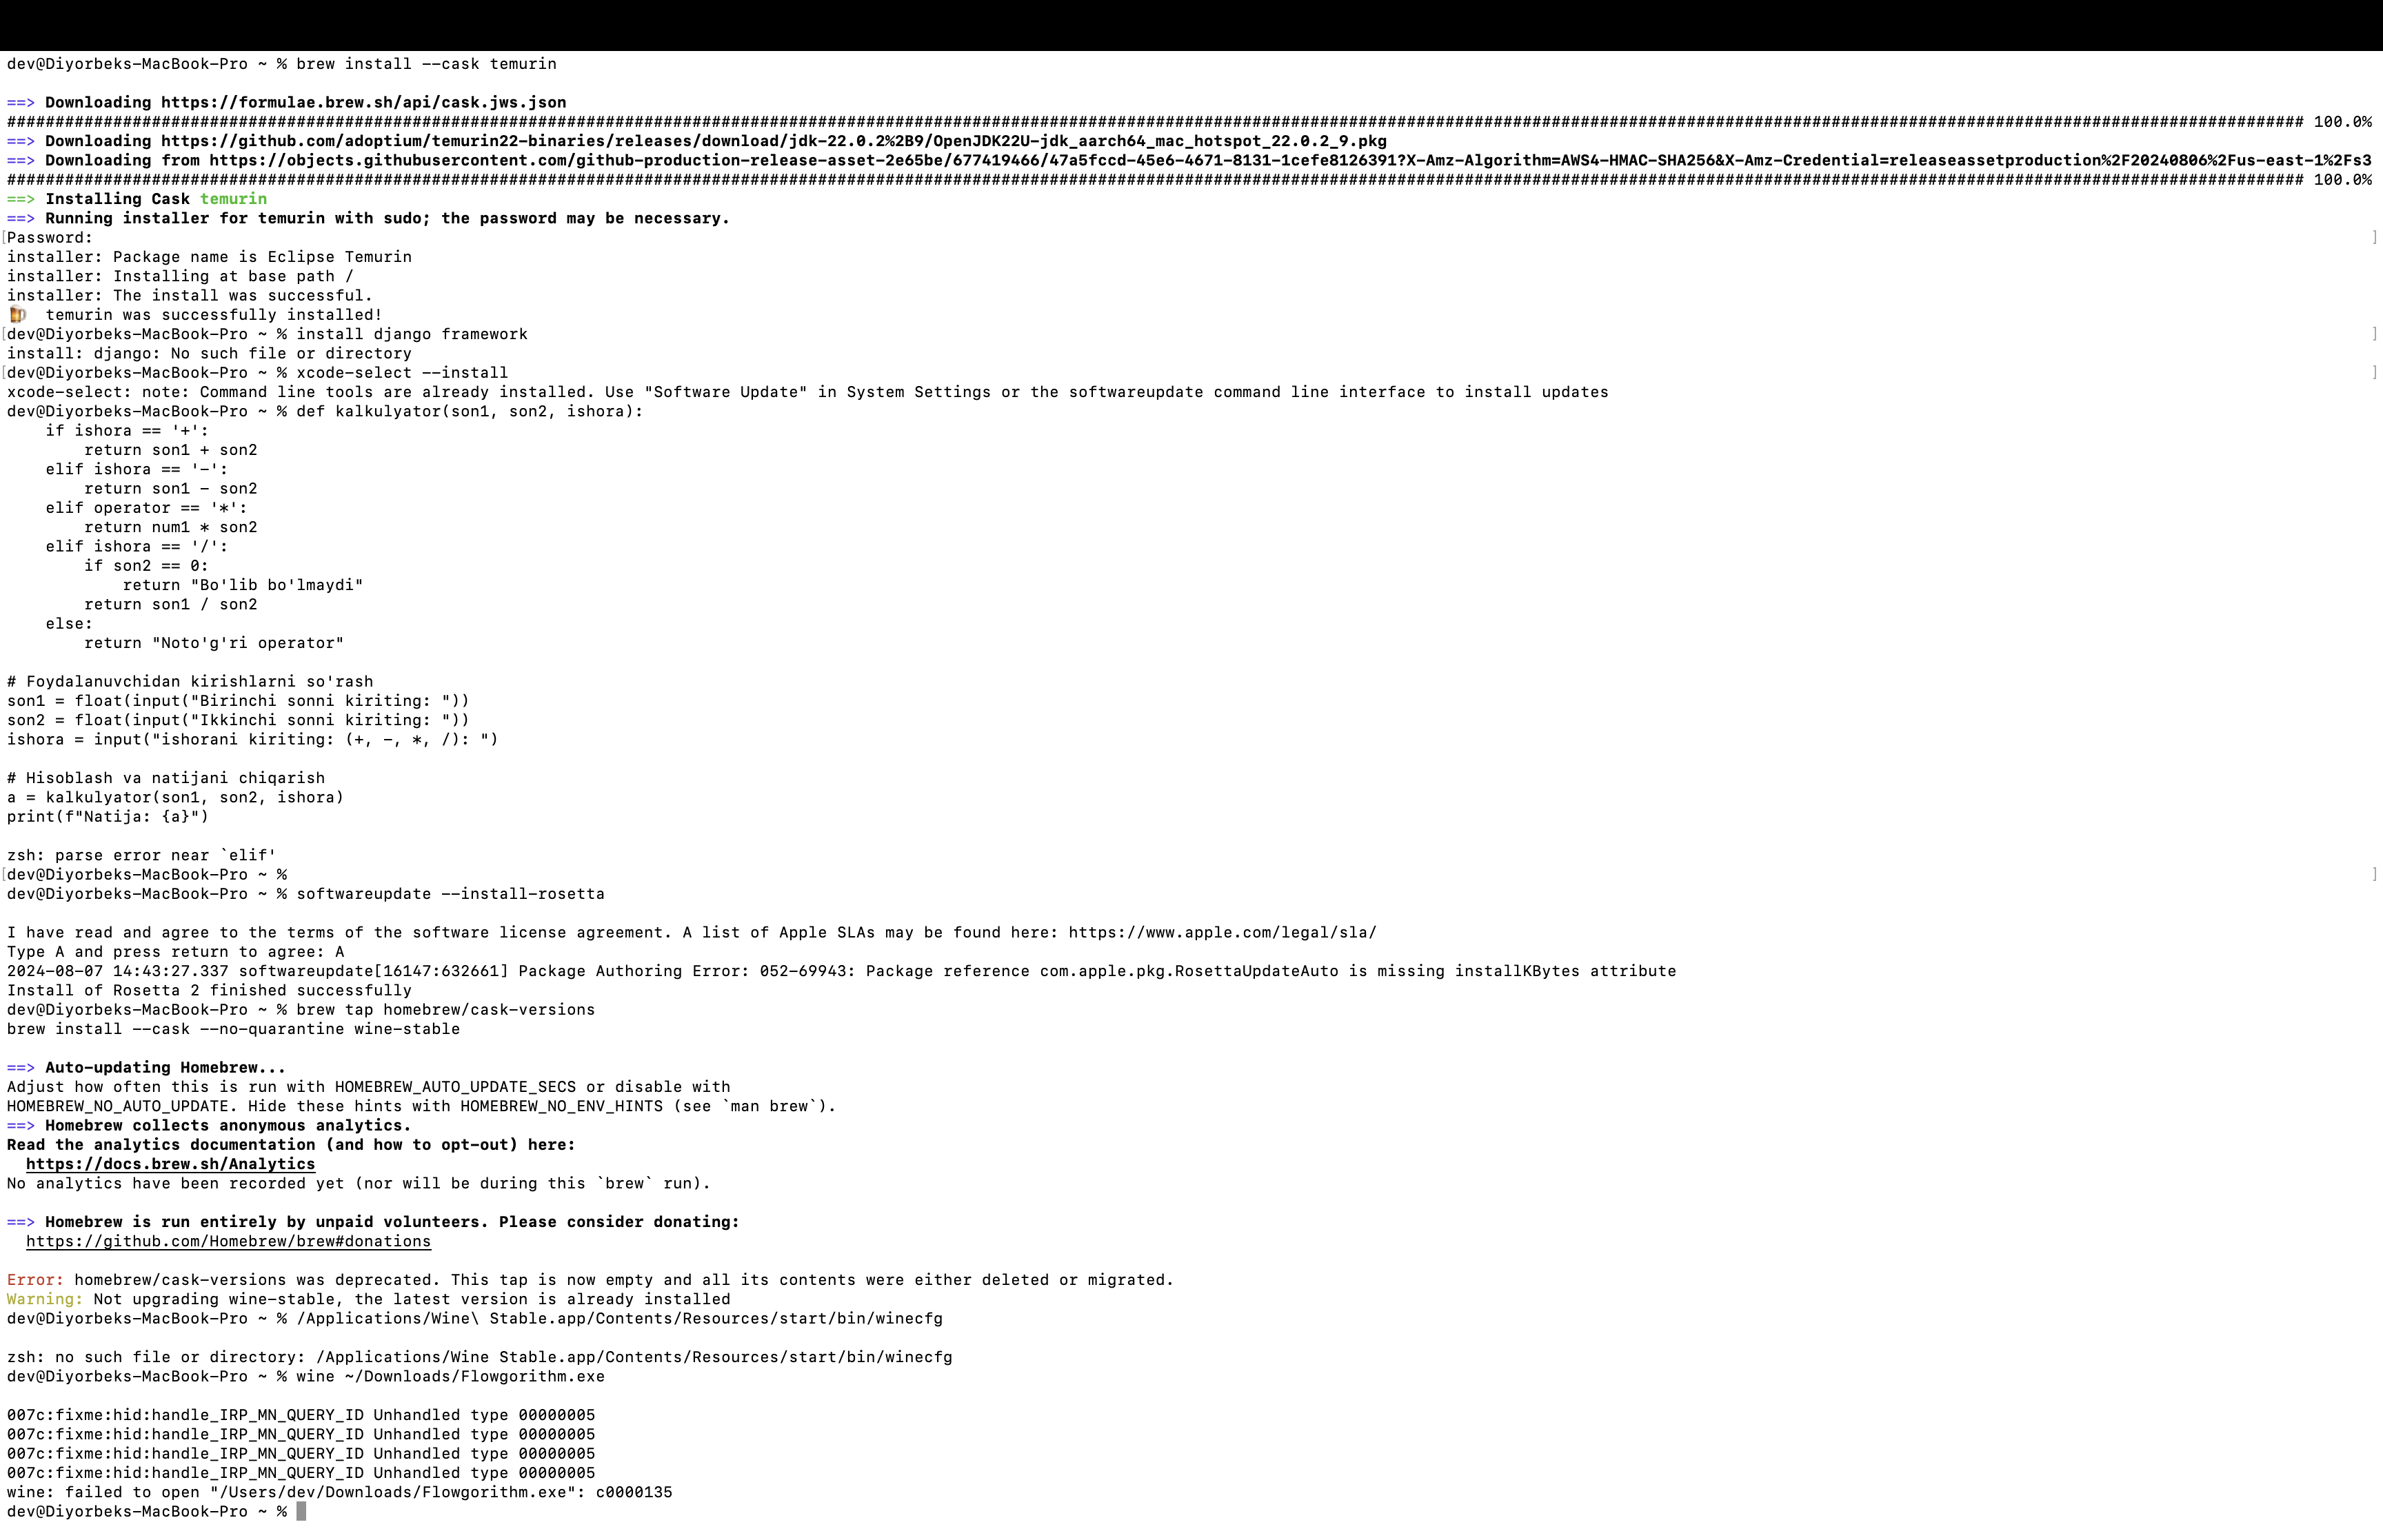 dev@Diyorbeks-MacBook-Pro ~ % brew install --cask temurin
==> Downloading https://formulae.brew.sh/api/cask.jws.json
######################################################################## 100.0%
==> Downloading https://github.com/adoptium/temurin22-binaries/releases/download/jdk-22.0.2%2B9/OpenJDK22U-jdk_aarch64_mac_hotspot_22.0.2_9.pkg
==> Downloading from https://objects.githubusercontent.com/github-production-release-asset-2e65be/677419466/47a5fccd-45e6-4671-8131-1cefe8126391?X-Amz-Algorithm=AWS4-HMAC-SHA256&X-Amz-Credential=releaseassetproduction%2F20240806%2Fus-east-1%2Fs3
######################################################################## 100.0%
==> Installing Cask temurin
==> Running installer for temurin with sudo; the password may be necessary.
[Password: ]
installer: Package name is Eclipse Temurin
installer: Installing at base path /
installer: The install was successful.
🍺  temurin was successfully installed!
[dev@Diyorbeks-MacBook-Pro ~ % install django framework ]
install: django: No such file or directory
[dev@Diyorbeks-MacBook-Pro ~ % xcode-select --install ]
xcode-select: note: Command line tools are already installed. Use "Software Update" in System Settings or the softwareupdate command line interface to install updates
dev@Diyorbeks-MacBook-Pro ~ % def kalkulyator(son1, son2, ishora):
    if ishora == '+':
        return son1 + son2
    elif ishora == '-':
        return son1 - son2
    elif operator == '*':
        return num1 * son2
    elif ishora == '/':
        if son2 == 0:
            return "Bo'lib bo'lmaydi"
        return son1 / son2
    else:
        return "Noto'g'ri operator"
# Foydalanuvchidan kirishlarni so'rash
son1 = float(input("Birinchi sonni kiriting: "))
son2 = float(input("Ikkinchi sonni kiriting: "))
ishora = input("ishorani kiriting: (+, -, *, /): ")
# Hisoblash va natijani chiqarish
a = kalkulyator(son1, son2, ishora)
print(f"Natija: {a}")
zsh: parse error near `elif'
[dev@Diyorbeks-MacBook-Pro ~ % ]
dev@Diyorbeks-MacBook-Pro ~ % softwareupdate --install-rosetta
I have read and agree to the terms of the software license agreement. A list of Apple SLAs may be found here: https://www.apple.com/legal/sla/
Type A and press return to agree: A
2024-08-07 14:43:27.337 softwareupdate[16147:632661] Package Authoring Error: 052-69943: Package reference com.apple.pkg.RosettaUpdateAuto is missing installKBytes attribute
Install of Rosetta 2 finished successfully
dev@Diyorbeks-MacBook-Pro ~ % brew tap homebrew/cask-versions
brew install --cask --no-quarantine wine-stable
==> Auto-updating Homebrew...
Adjust how often this is run with HOMEBREW_AUTO_UPDATE_SECS or disable with
HOMEBREW_NO_AUTO_UPDATE. Hide these hints with HOMEBREW_NO_ENV_HINTS (see `man brew`).
==> Homebrew collects anonymous analytics.
Read the analytics documentation (and how to opt-out) here:
  https://docs.brew.sh/Analytics
No analytics have been recorded yet (nor will be during this `brew` run).
==> Homebrew is run entirely by unpaid volunteers. Please consider donating:
  https://github.com/Homebrew/brew#donations
Error: homebrew/cask-versions was deprecated. This tap is now empty and all its contents were either deleted or migrated.
Warning: Not upgrading wine-stable, the latest version is already installed
dev@Diyorbeks-MacBook-Pro ~ % /Applications/Wine\ Stable.app/Contents/Resources/start/bin/winecfg
zsh: no such file or directory: /Applications/Wine Stable.app/Contents/Resources/start/bin/winecfg
dev@Diyorbeks-MacBook-Pro ~ % wine ~/Downloads/Flowgorithm.exe
007c:fixme:hid:handle_IRP_MN_QUERY_ID Unhandled type 00000005
007c:fixme:hid:handle_IRP_MN_QUERY_ID Unhandled type 00000005
007c:fixme:hid:handle_IRP_MN_QUERY_ID Unhandled type 00000005
007c:fixme:hid:handle_IRP_MN_QUERY_ID Unhandled type 00000005
wine: failed to open "/Users/dev/Downloads/Flowgorithm.exe": c0000135
dev@Diyorbeks-MacBook-Pro ~ %